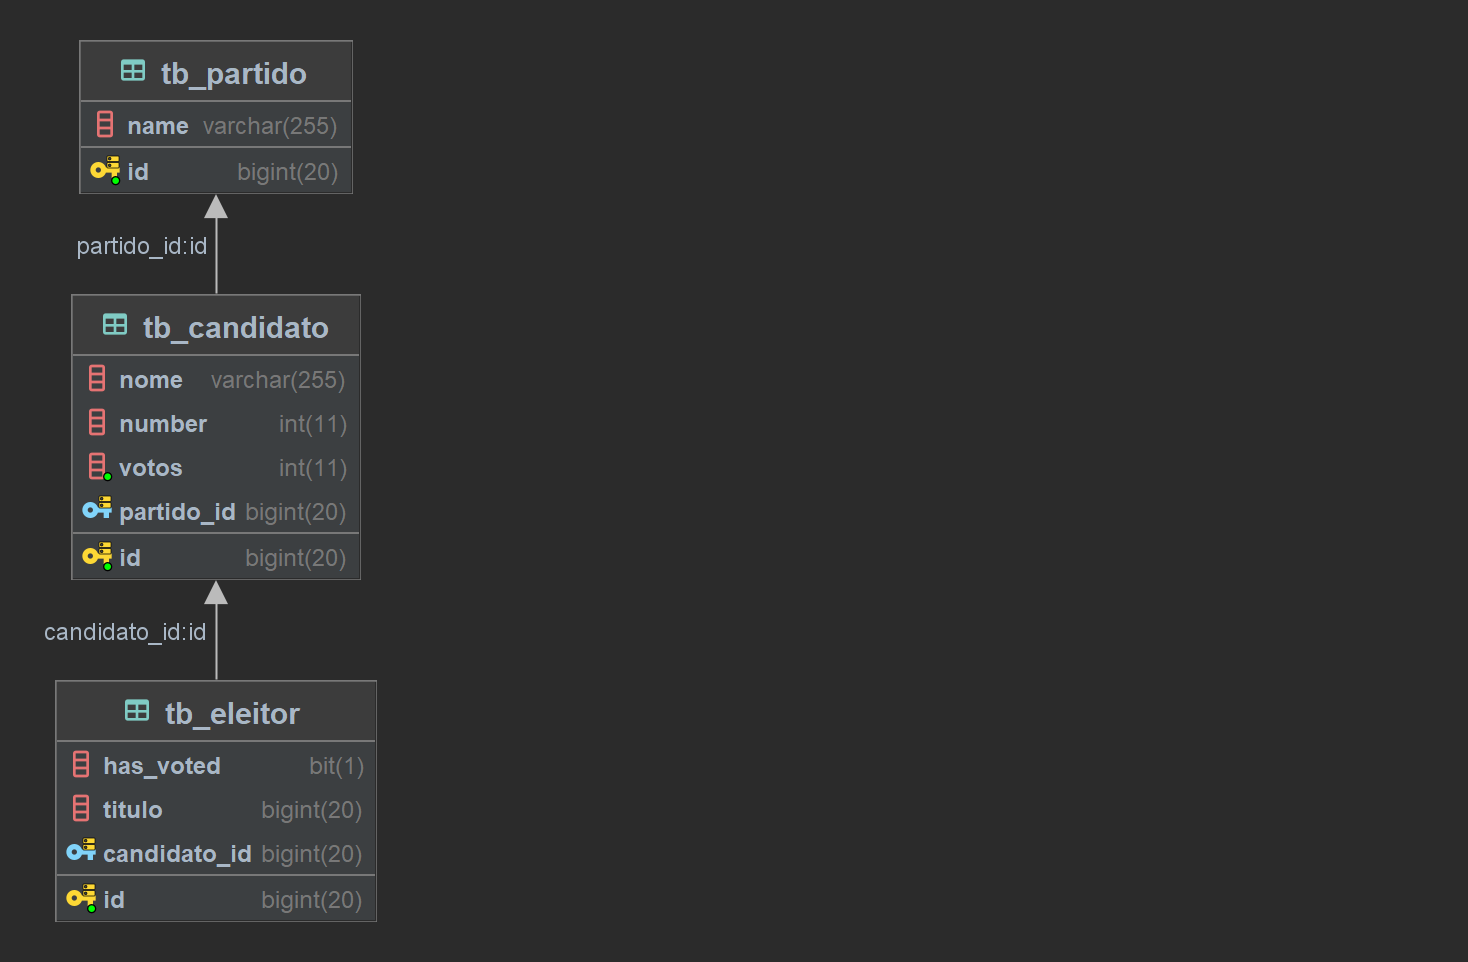 tb_partido
name varchar(255)
id bigint(20)
partido_id:id
tb_candidato
nome varchar(255)
number int(11)
votos int(11)
partido_id bigint(20)
id bigint(20)
candidato_id:id
tb_eleitor
has_voted bit(1)
titulo bigint(20)
candidato_id bigint(20)
id bigint(20)